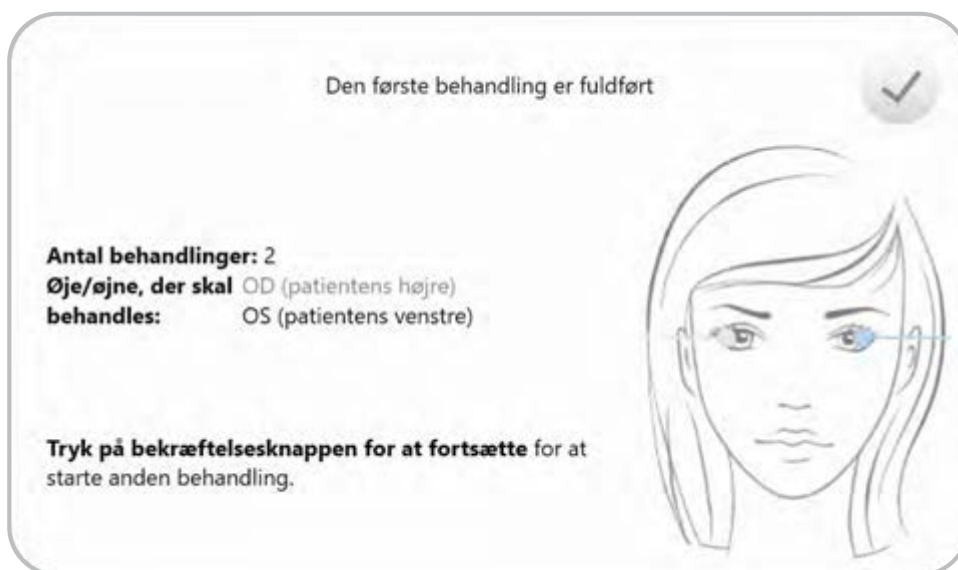 Den første behandling er fuldført
Antal behandlinger: 2
Øje/øjne, der skal OD (patientens højre)
behandles: OS (patientens venstre)
Tryk på bekræftelsesknappen for at fortsætte for at
starte anden behandling.